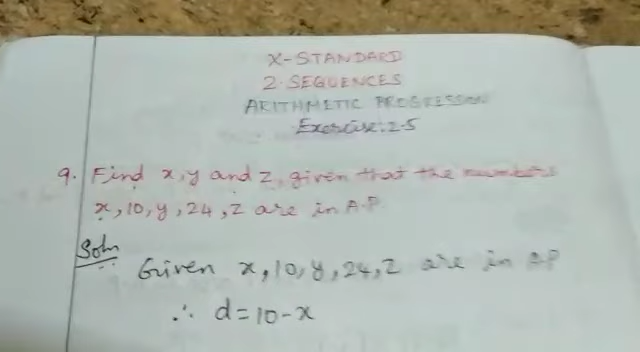 X-STANDARD
2. SEQUENCES
ARITHMETIC PROGRESSION
Exercise: 2.5
9. Find x, y and z, given that the numbers
x, 10, y, 24, z are in A.P.
Soln
Given x, 10, y, 24, z are in A.P
∴ d = 10 - x